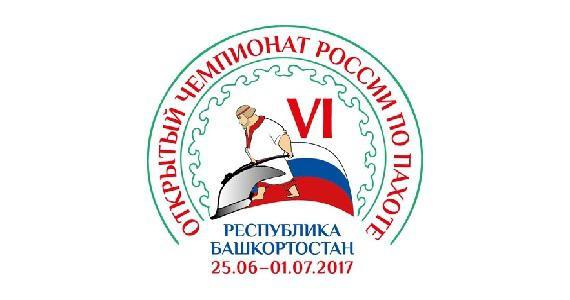 ОТКРЫТЫЙ ЧЕМПИОНАТ РОССИИ ПО ПАХОТЕ
VI
РЕСПУБЛИКА
БАШКОРТОСТАН
25.06–01.07.2017